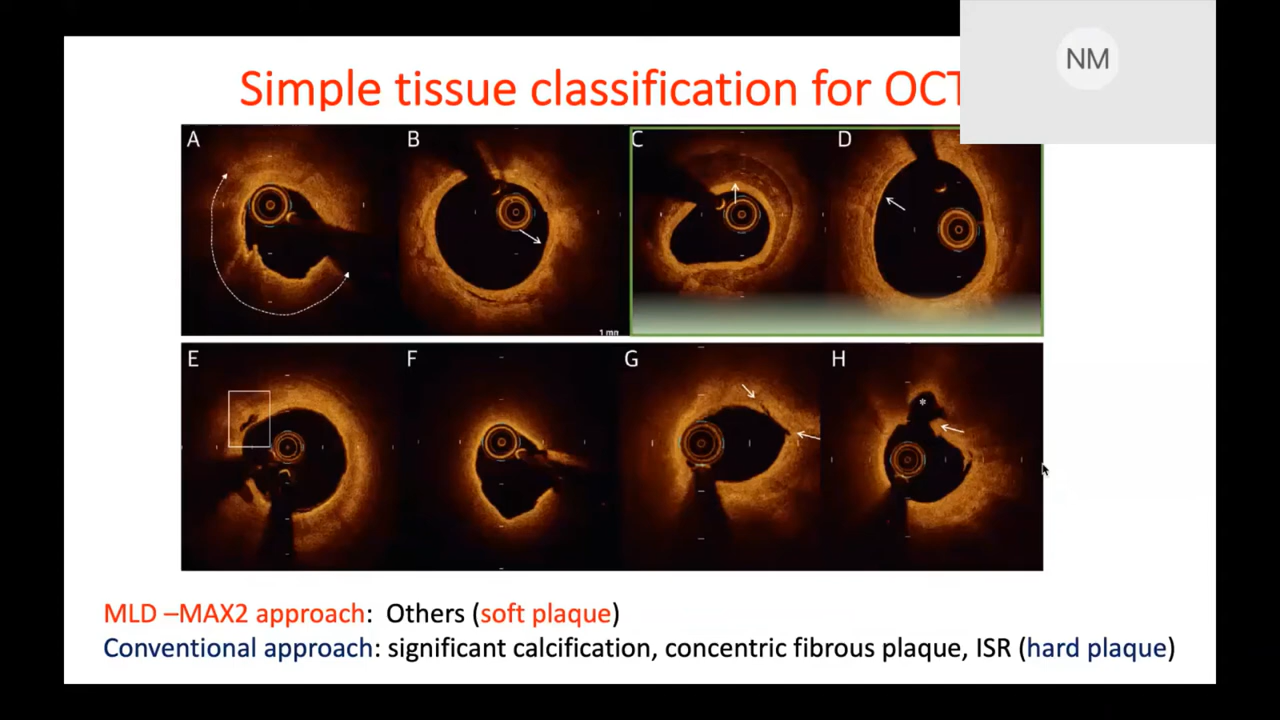 NM
Simple tissue classification for OCT
A B C D
1 mm
E F G H
*
MLD –MAX2 approach: Others (soft plaque)
Conventional approach: significant calcification, concentric fibrous plaque, ISR (hard plaque)